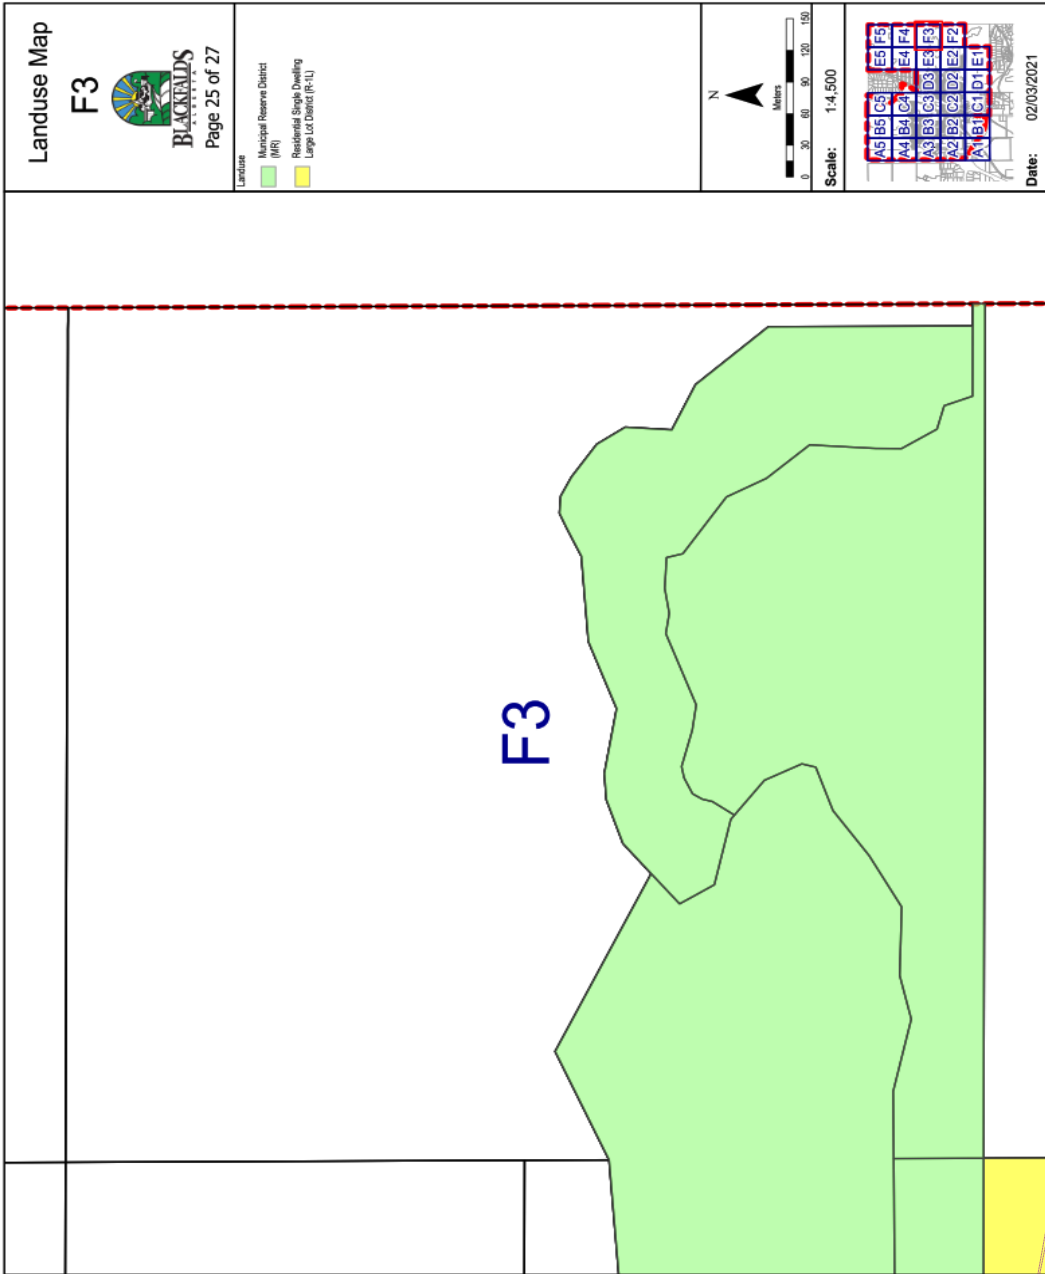 Landuse Map
F3
BLACKFALDS
ALBERTA
Page 25 of 27
Landuse
Municipal Reserve District
(MR)
Residential Single Dwelling
Large Lot District (R-1L)
N
Meters
0 30 60 90 120 150
Scale: 1:4,500
A5 B5 C5 E5 F5
A4 B4 C4 E4 F4
A3 B3 C3 D3 E3 F3
A2 B2 C2 D2 E2 F2
A1 B1 C1 D1 E1
Date: 02/03/2021
F3